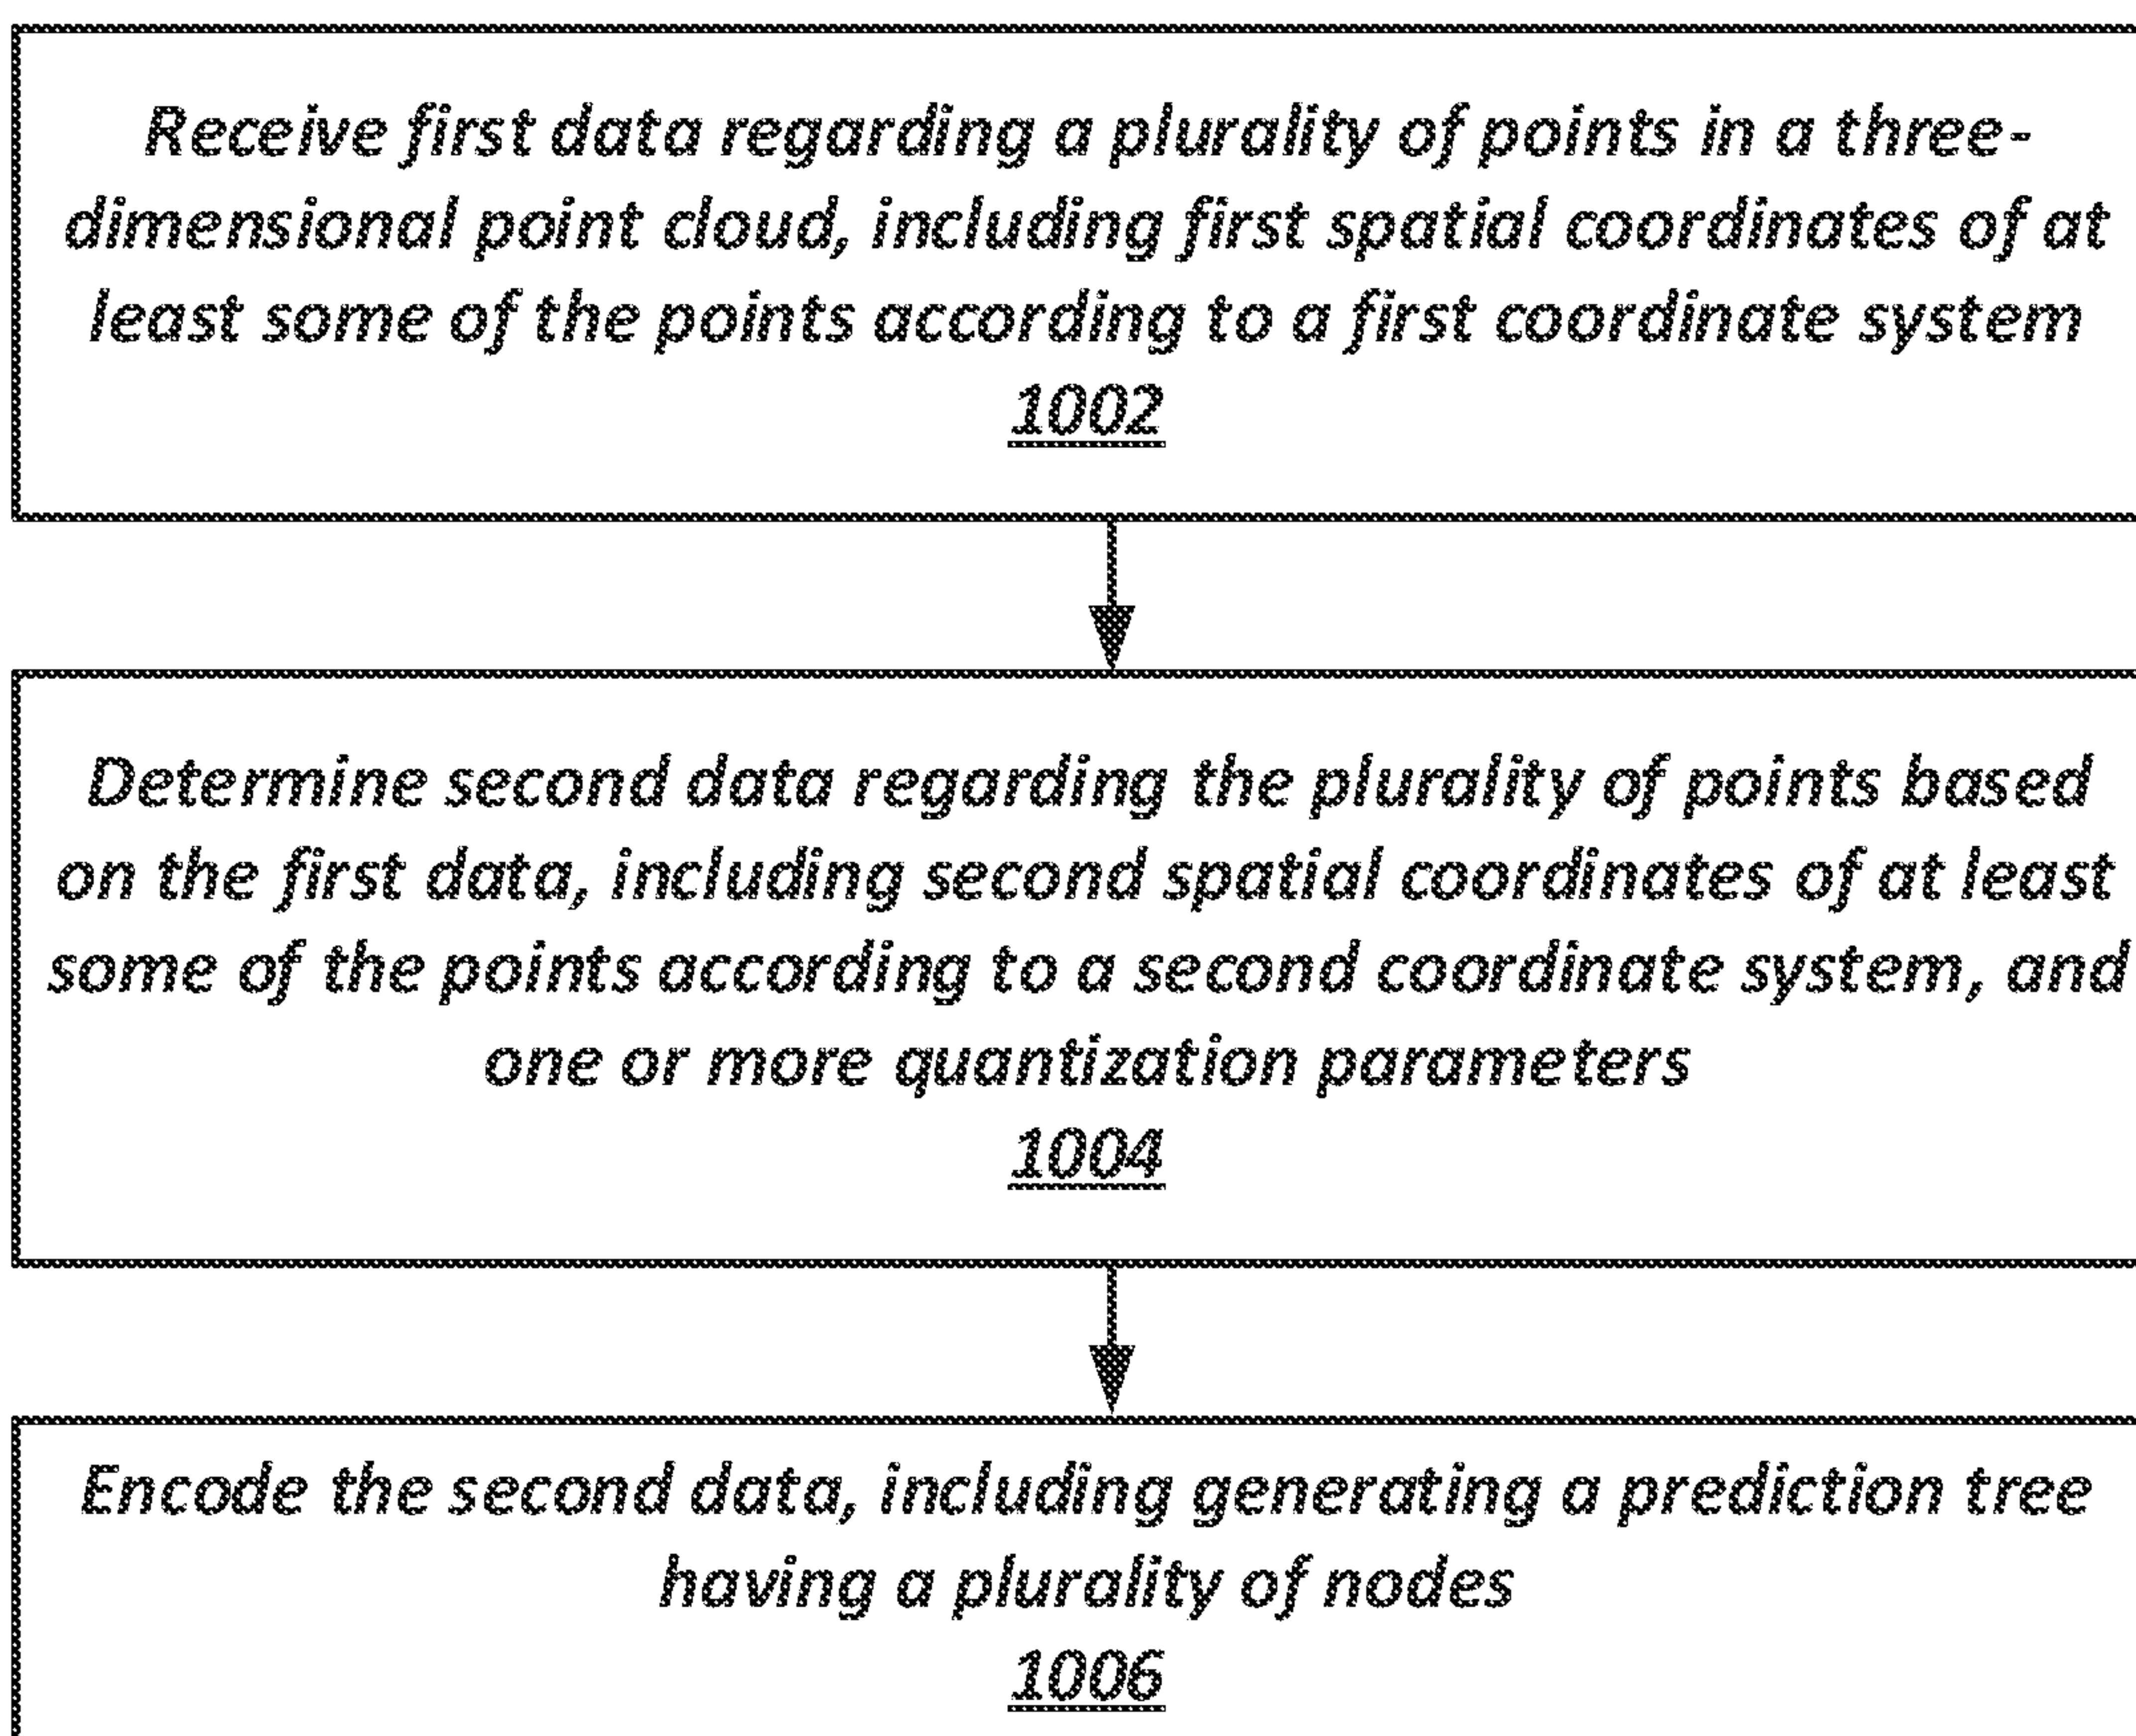 Receive first data regarding a plurality of points in a three-
dimensional point cloud, including first spatial coordinates of at
least some of the points according to a first coordinate system
1002
Determine second data regarding the plurality of points based
on the first data, including second spatial coordinates of at least
some of the points according to a second coordinate system, and
one or more quantization parameters
1004
Encode the second data, including generating a prediction tree
having a plurality of nodes
1006